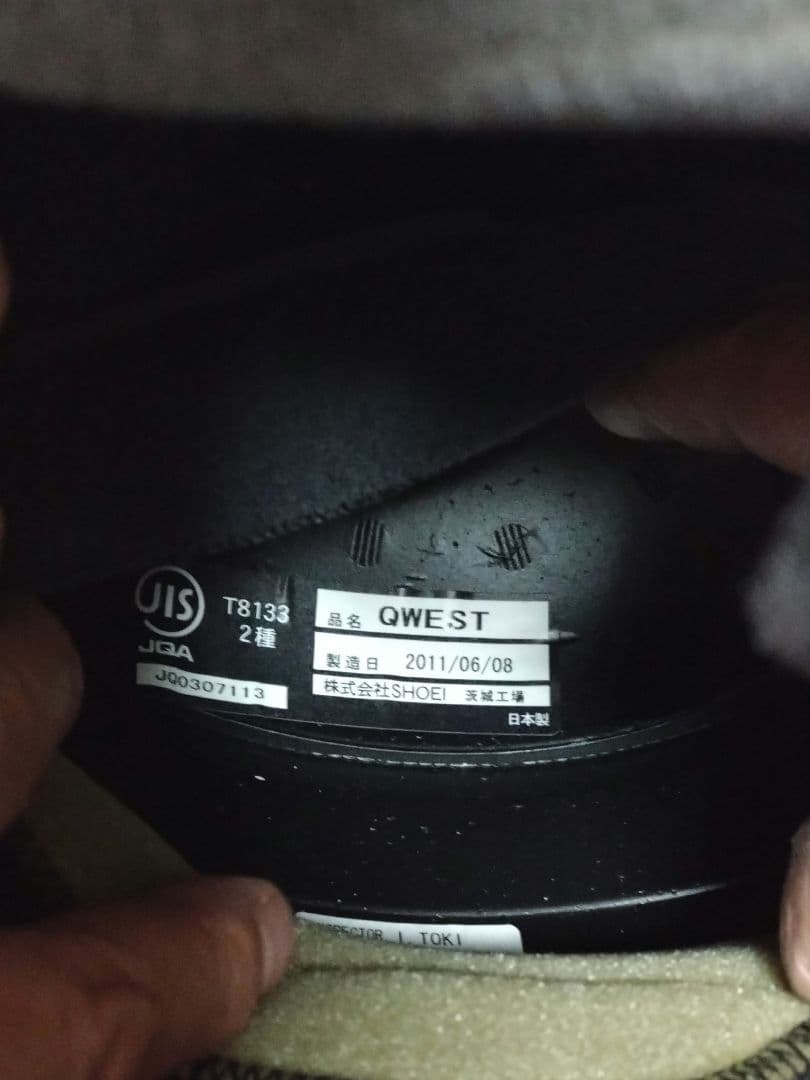 JIS
JQA
T8133
2種
JQ0307113
品名 QWEST
製造日 2011/06/08
株式会社SHOEI 茨城工場
日本製
I. TOKI